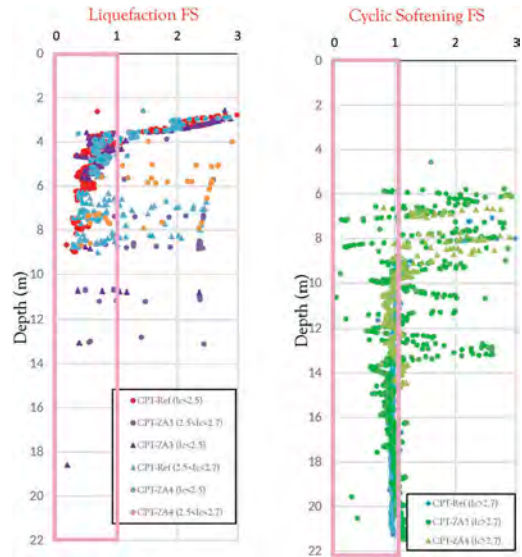 Liquefaction FS
0 1 2 3
0
2
4
6
8
10
12
14
16
18
20
22
Depth (m)
CPT-Ref (Ic<2.5)
CPT-ZA3 (2.5<Ic<2.7)
CPT-ZA3 (Ic<2.5)
CPT-Ref (2.5<Ic<2.7)
CPT-ZA4 (Ic<2.5)
CPT-ZA4 (2.5<Ic<2.7)
Cyclic Softening FS
0 1 2 3
0
2
4
6
8
10
12
14
16
18
20
22
Depth (m)
CPT-Ref (Ic>2.7)
CPT-ZA3 (Ic>2.7)
CPT-ZA4 (Ic>2.7)